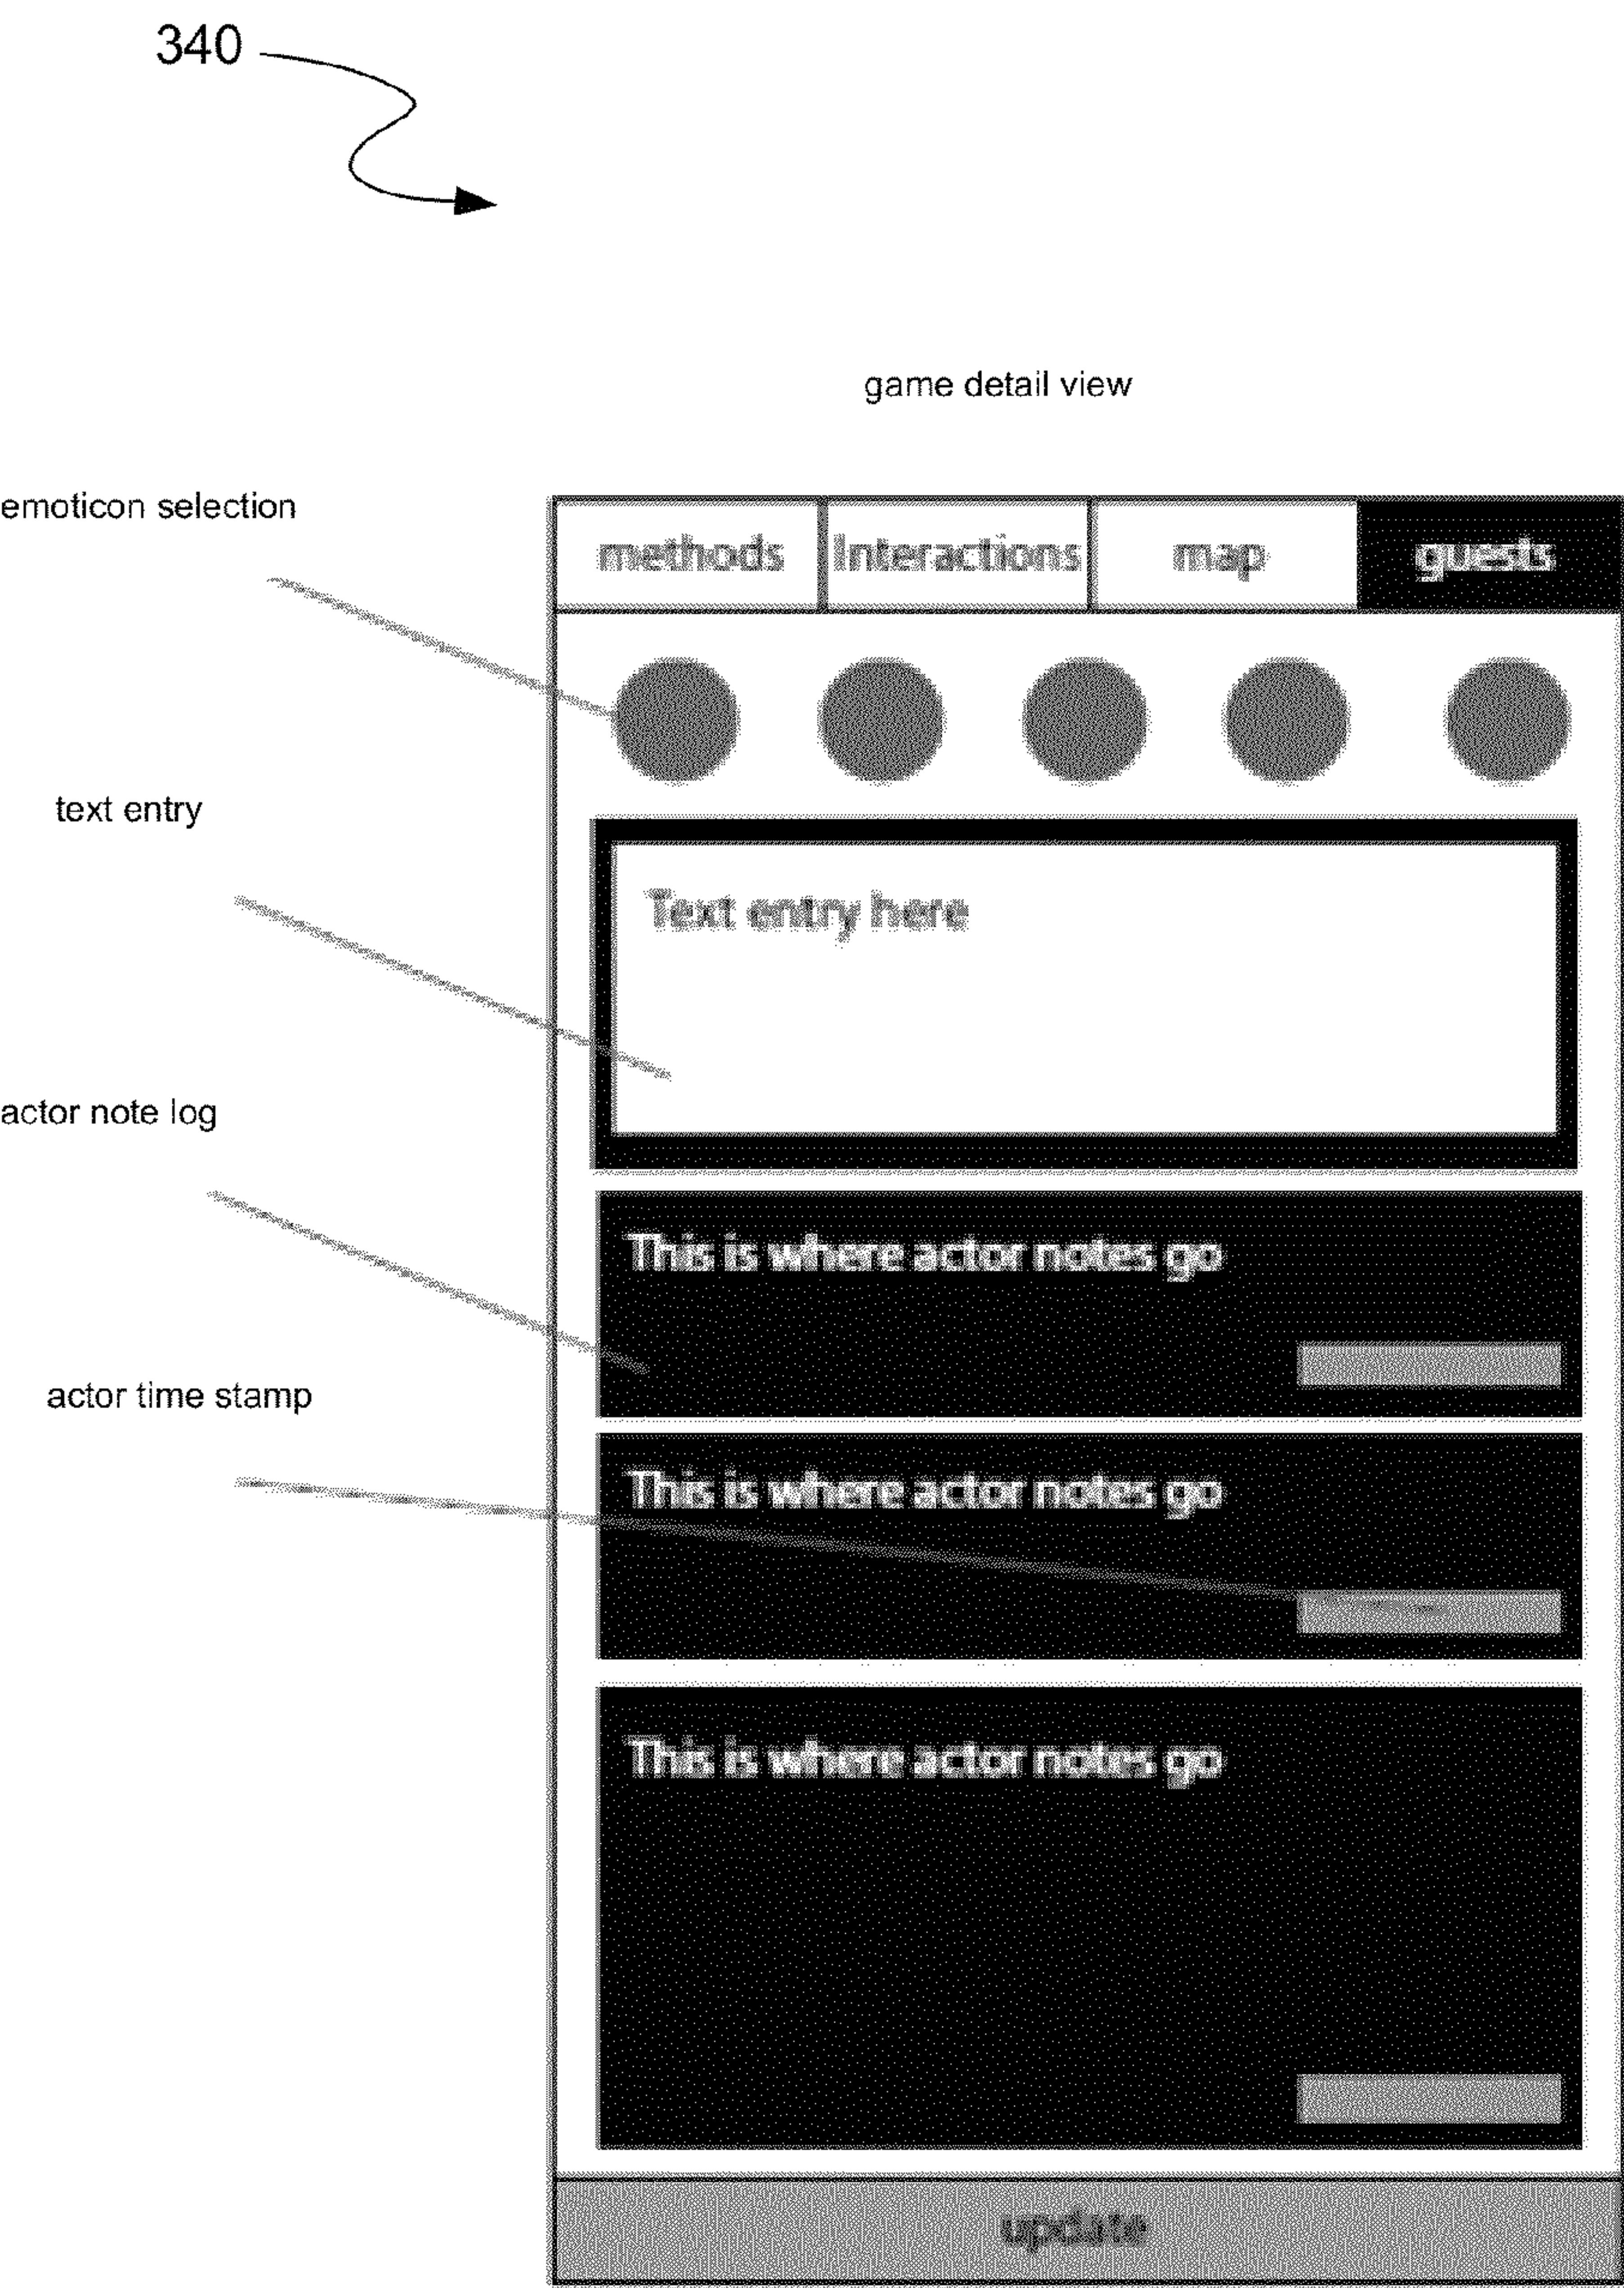 340
game detail view
emoticon selection
methods Interactions map guests
text entry
Text entry here
actor note log
This is where actor notes go
actor time stamp
This is where actor notes go
This is where actor notes go
update